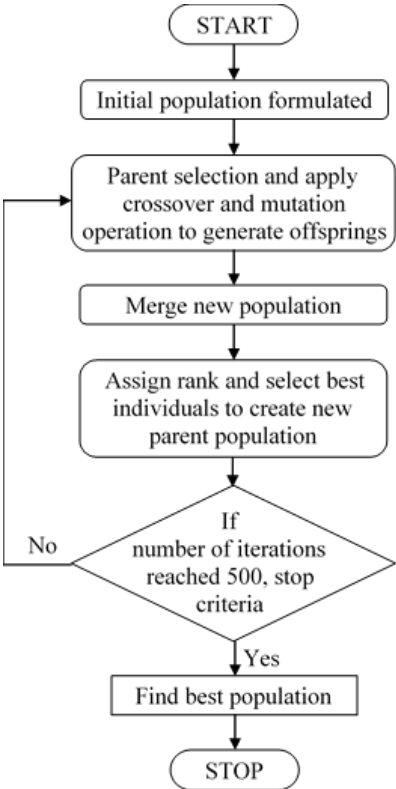 START
Initial population formulated
Parent selection and apply
crossover and mutation
operation to generate offsprings
Merge new population
Assign rank and select best
individuals to create new
parent population
If
number of iterations
reached 500, stop
criteria
No
Yes
Find best population
STOP